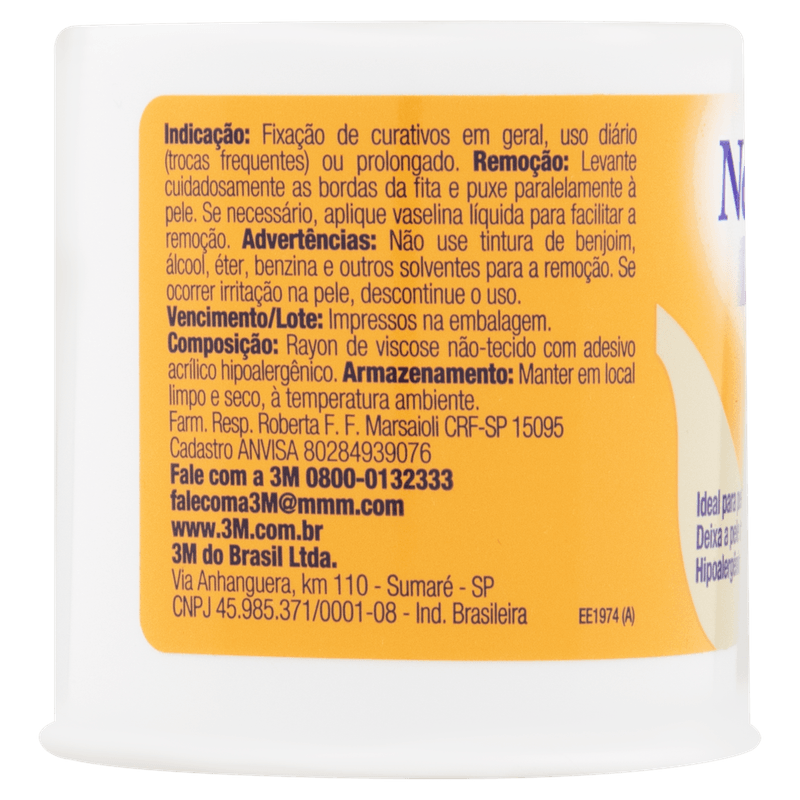 Indicação: Fixação de curativos em geral, uso diário
(trocas frequentes) ou prolongado. Remoção: Levante
cuidadosamente as bordas da fita e puxe paralelamente à
pele. Se necessário, aplique vaselina líquida para facilitar a
remoção. Advertências: Não use tintura de benjoim,
álcool, éter, benzina e outros solventes para a remoção. Se
ocorrer irritação na pele, descontinue o uso.
Vencimento/Lote: Impressos na embalagem.
Composição: Rayon de viscose não-tecido com adesivo
acrílico hipoalergênico. Armazenamento: Manter em local
limpo e seco, à temperatura ambiente.
Farm. Resp. Roberta F. F. Marsaioli CRF-SP 15095
Cadastro ANVISA 80284939076
Fale com a 3M 0800-0132333
falecoma3M@mmm.com
www.3M.com.br
3M do Brasil Ltda.
Via Anhanguera, km 110 - Sumaré - SP
CNPJ 45.985.371/0001-08 - Ind. Brasileira
EE1974 (A)
Ideal para
Deixa a